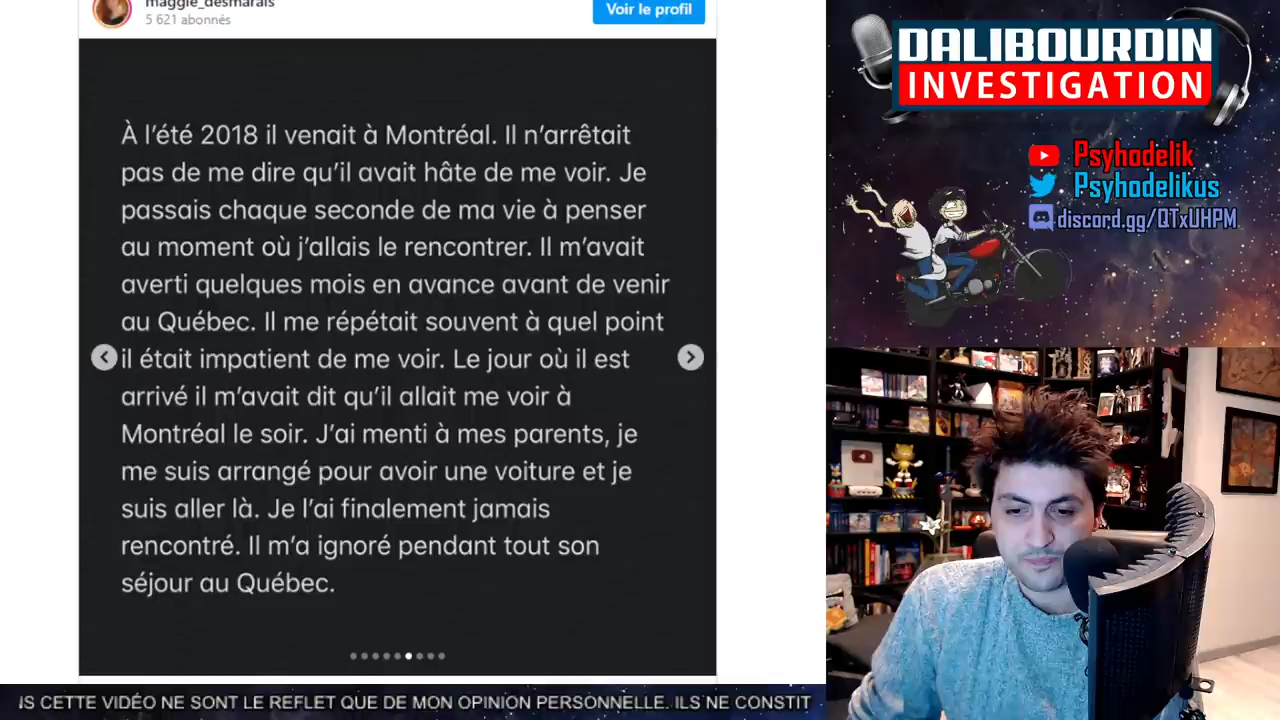 maggie_desmarais
5 621 abonnés
Voir le profil
À l’été 2018 il venait à Montréal. Il n’arrêtait
pas de me dire qu’il avait hâte de me voir. Je
passais chaque seconde de ma vie à penser
au moment où j’allais le rencontrer. Il m’avait
averti quelques mois en avance avant de venir
au Québec. Il me répétait souvent à quel point
il était impatient de me voir. Le jour où il est
arrivé il m’avait dit qu’il allait me voir à
Montréal le soir. J’ai menti à mes parents, je
me suis arrangé pour avoir une voiture et je
suis aller là. Je l’ai finalement jamais
rencontré. Il m’a ignoré pendant tout son
séjour au Québec.
DALIBOURDIN
INVESTIGATION
Psyhodelik
Psyhodelikus
discord.gg/QTxUHPM
IS CETTE VIDÉO NE SONT LE REFLET QUE DE MON OPINION PERSONNELLE. ILS NE CONSTIT